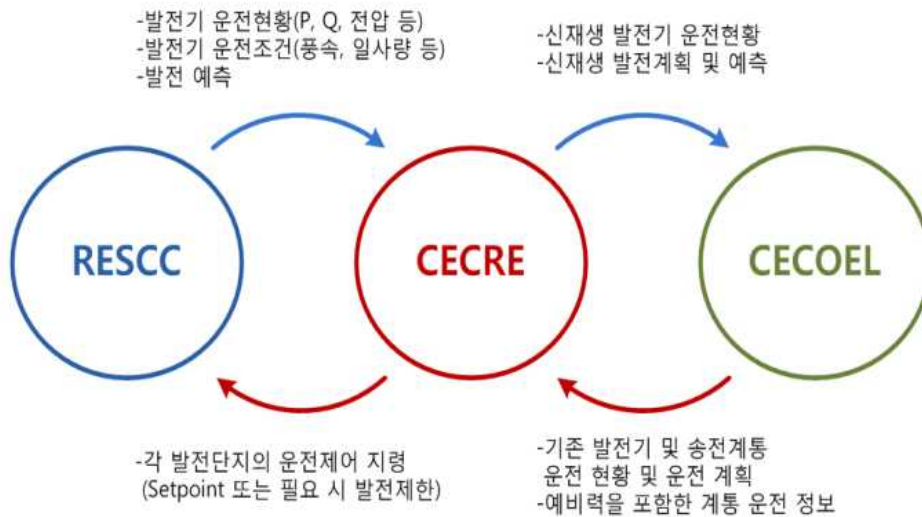 -발전기 운전현황(P, Q, 전압 등)
-발전기 운전조건(풍속, 일사량 등)
-발전 예측
-신재생 발전기 운전현황
-신재생 발전계획 및 예측
RESCC
CECRE
CECOEL
-각 발전단지의 운전제어 지령
(Setpoint 또는 필요 시 발전제한)
-기존 발전기 및 송전계통
운전 현황 및 운전 계획
-예비력을 포함한 계통 운전 정보